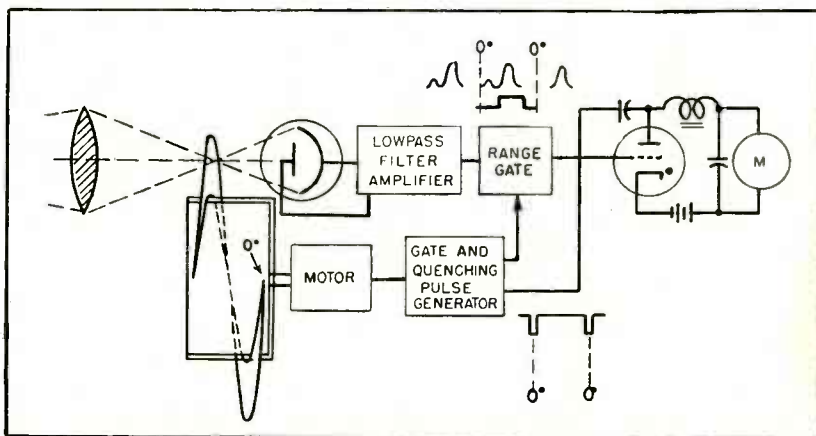 0° 0°
LOWPASS
FILTER
AMPLIFIER
RANGE
GATE
M
0°
MOTOR
GATE AND
QUENCHING
PULSE
GENERATOR
0° 0°